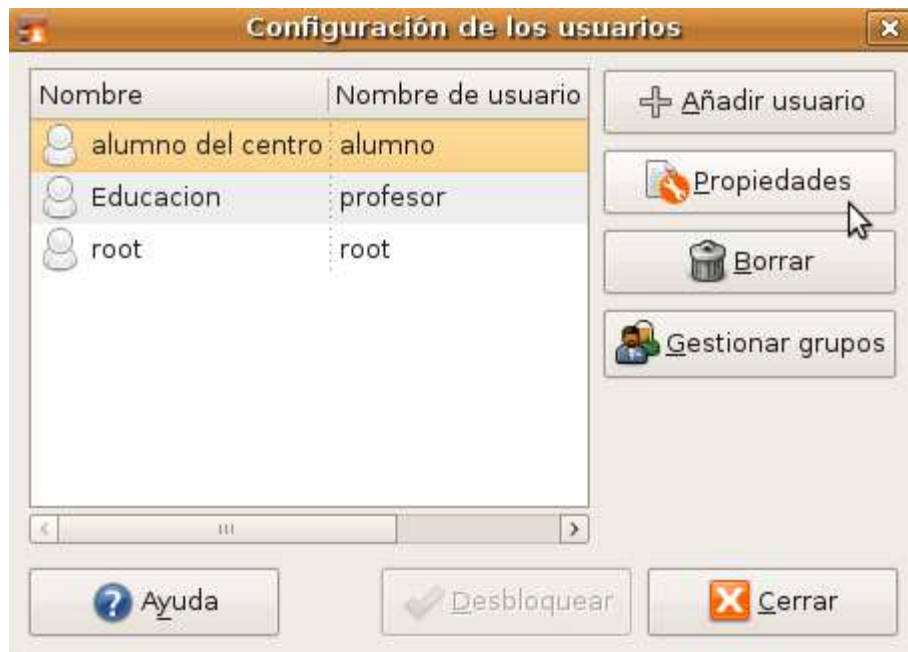 Configuración de los usuarios
Nombre Nombre de usuario
alumno del centro alumno
Educacion profesor
root root
Añadir usuario
Propiedades
Borrar
Gestionar grupos
Ayuda Desbloquear Cerrar